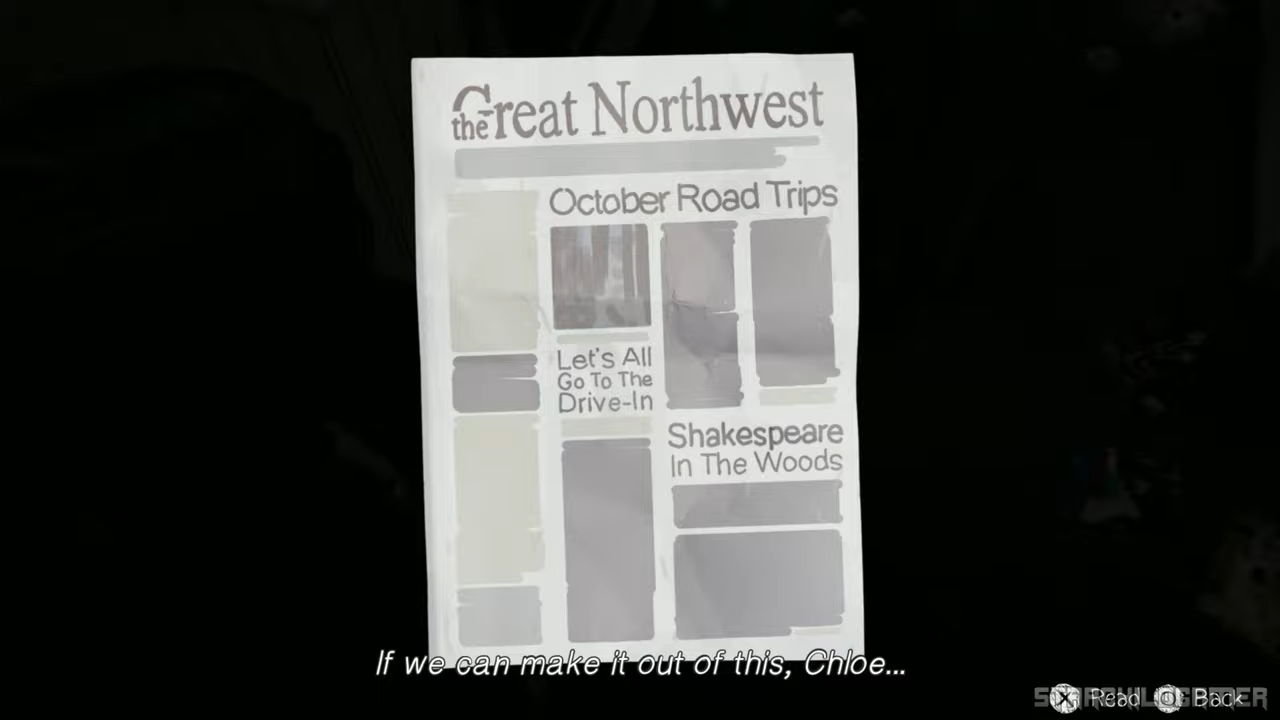 the Great Northwest
October Road Trips
Let's All
Go To The
Drive-In
Shakespeare
In The Woods
If we can make it out of this, Chloe...
Read
Back